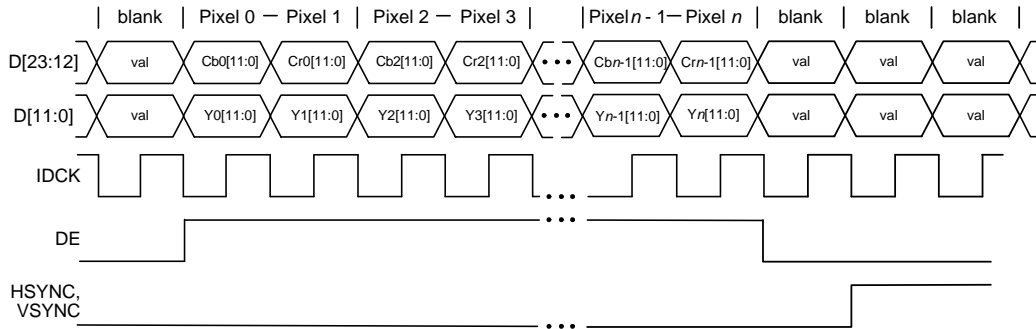 blank Pixel 0 — Pixel 1 Pixel 2 — Pixel 3 Pixel n - 1 — Pixel n blank blank blank
D[23:12] val Cb0[11:0] Cr0[11:0] Cb2[11:0] Cr2[11:0] ••• Cbn-1[11:0] Crn-1[11:0] val val val
D[11:0] val Y0[11:0] Y1[11:0] Y2[11:0] Y3[11:0] ••• Yn-1[11:0] Yn[11:0] val val val
IDCK •••
DE •••
HSYNC,
VSYNC •••